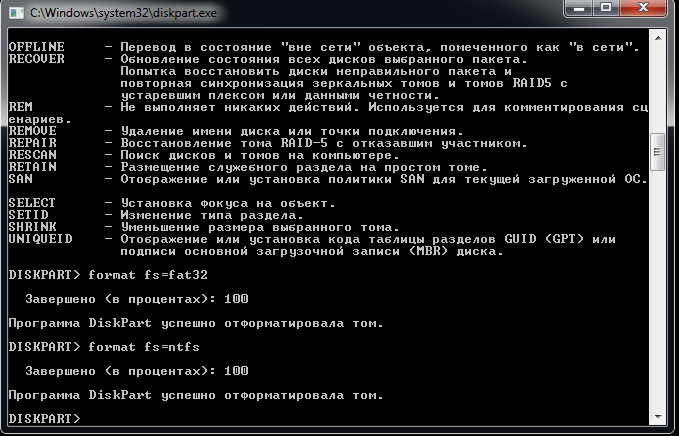 C:\Windows\system32\diskpart.exe
OFFLINE - Перевод в состояние "вне сети" объекта, помеченного как "в сети".
RECOVER - Обновление состояния всех дисков выбранного пакета.
Попытка восстановить диски неправильного пакета и
повторная синхронизация зеркальных томов и томов RAID5 с
устаревшим плексом или данными четности.
REM - Не выполняет никаких действий. Используется для комментирования сц
енариев.
REMOVE - Удаление имени диска или точки подключения.
REPAIR - Восстановление тома RAID-5 с отказавшим участником.
RESCAN - Поиск дисков и томов на компьютере.
RETAIN - Размещение служебного раздела на простом томе.
SAN - Отображение или установка политики SAN для текущей загруженной ОС.
SELECT - Установка фокуса на объект.
SETID - Изменение типа раздела.
SHRINK - Уменьшение размера выбранного тома.
UNIQUEID - Отображение или установка кода таблицы разделов GUID (GPT) или
подписи основной загрузочной записи (MBR) диска.
DISKPART> format fs=fat32
Завершено (в процентах): 100
Программа DiskPart успешно отформатировала том.
DISKPART> format fs=ntfs
Завершено (в процентах): 100
Программа DiskPart успешно отформатировала том.
DISKPART>